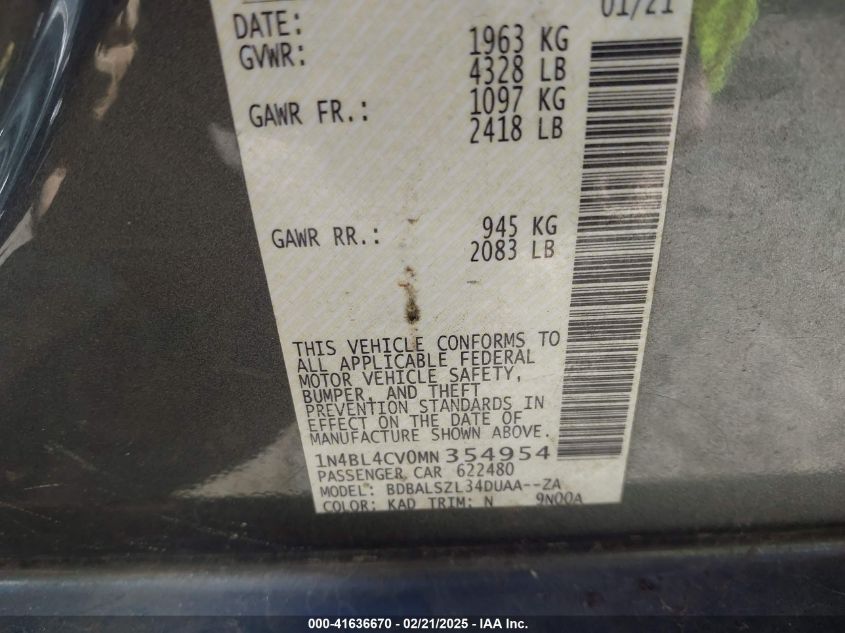 DATE: 01/21
GVWR: 1963 KG
4328 LB
GAWR FR.: 1097 KG
2418 LB
GAWR RR.: 945 KG
2083 LB
THIS VEHICLE CONFORMS TO
ALL APPLICABLE FEDERAL
MOTOR VEHICLE SAFETY,
BUMPER, AND THEFT
PREVENTION STANDARDS IN
EFFECT ON THE DATE OF
MANUFACTURE SHOWN ABOVE.
1N4BL4CV0MN354954
PASSENGER CAR 622480
MODEL: BDBALSZL34DUAA--ZA
COLOR: KAD TRIM: N 9N00A
000-41636670 - 02/21/2025 - IAA Inc.